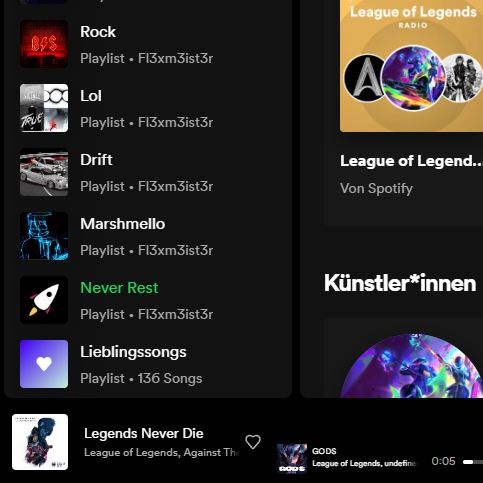 Rock
Playlist • Fl3xm3ist3r
Lol
Playlist • Fl3xm3ist3r
TRUE
Drift
Playlist • Fl3xm3ist3r
Marshmello
Playlist • Fl3xm3ist3r
Never Rest
Playlist • Fl3xm3ist3r
Lieblingssongs
Playlist • 136 Songs
League of Legends
RADIO
League of Legend...
Von Spotify
Künstler*innen
Legends Never Die
League of Legends, Against The
GODS
GODS
League of Legends, undefine
0:05